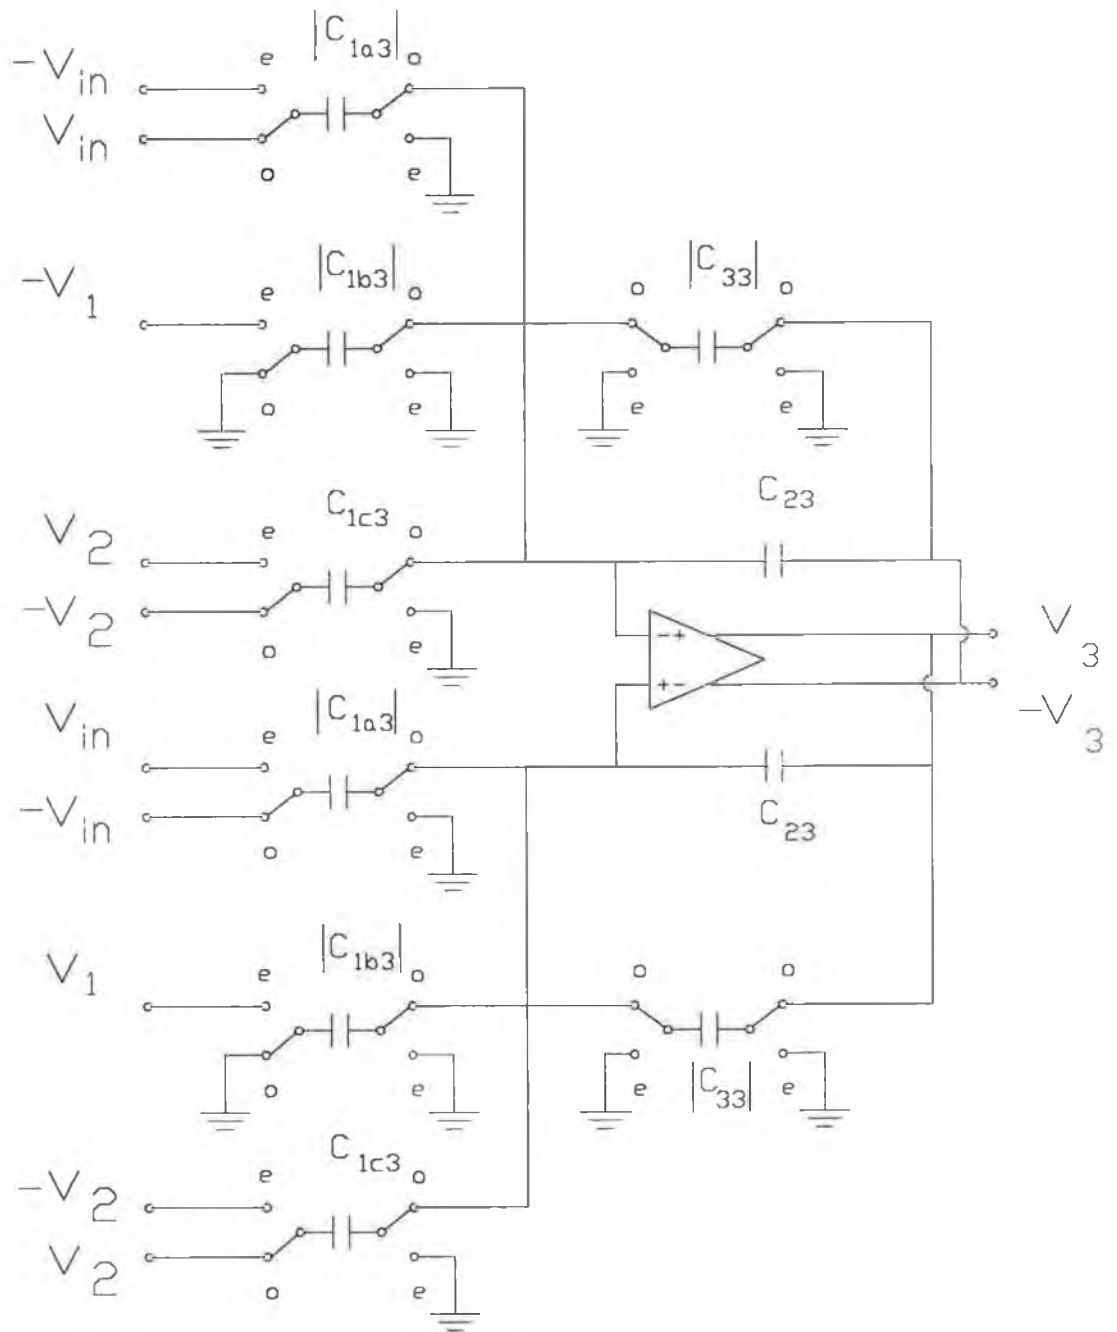 |C1a3|
e o
-Vin
Vin
o e
|C1b3| |C33|
-V1 e o o o
o e e e
C1c3 C23
V2 e o
-V2
o e
-+ V3
+- -V3
|C1a3|
Vin e o
-Vin C23
o e
|C1b3|
V1 e o o o
o e e |C33| e
C1c3
-V2 e o
V2
o e